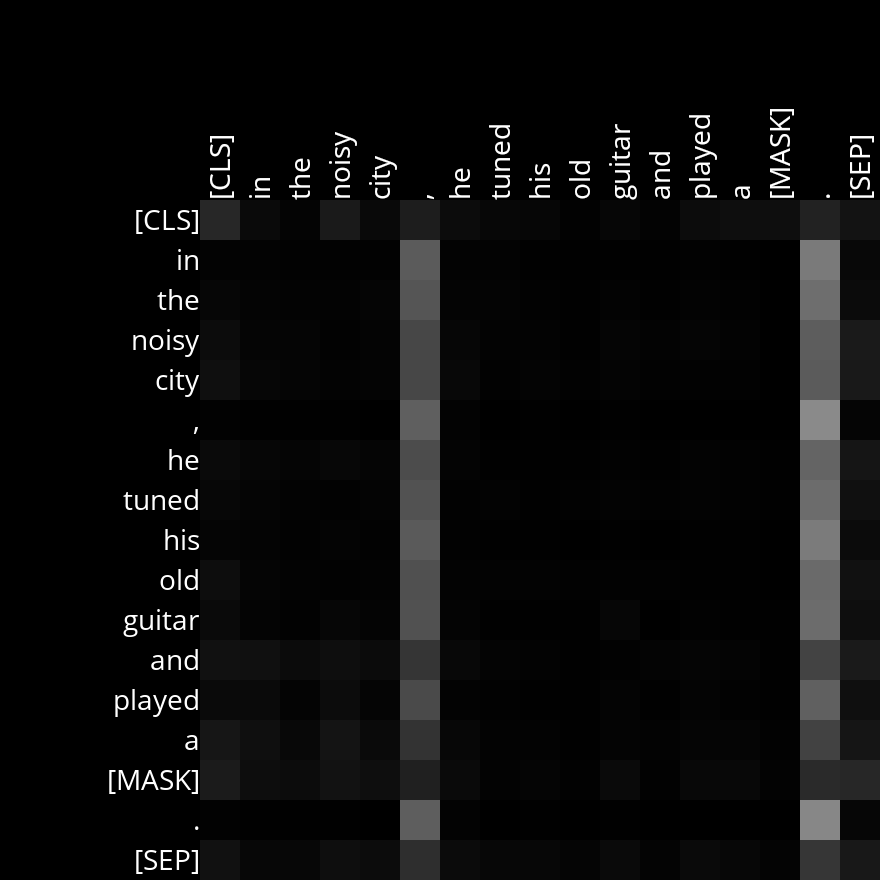 [CLS] in the noisy city , he tuned his old guitar and played a [MASK] . [SEP]
[CLS]
in
the
noisy
city
,
he
tuned
his
old
guitar
and
played
a
[MASK]
.
[SEP]